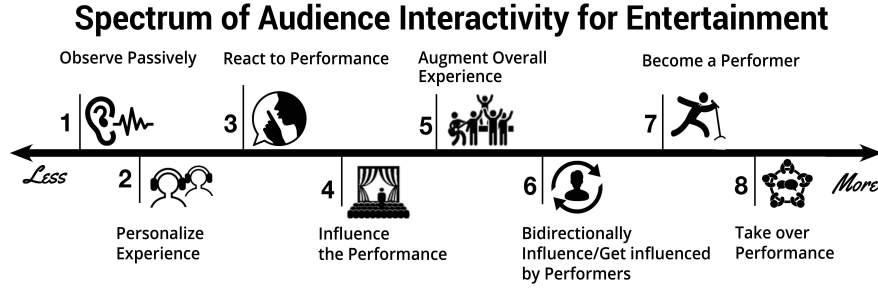 Spectrum of Audience Interactivity for Entertainment
Observe Passively
React to Performance
Augment Overall
Experience
Become a Performer
1
3
5
7
Less
2
4
6
8
More
Personalize
Experience
Influence
the Performance
Bidirectionally
Influence/Get influenced
by Performers
Take over
Performance